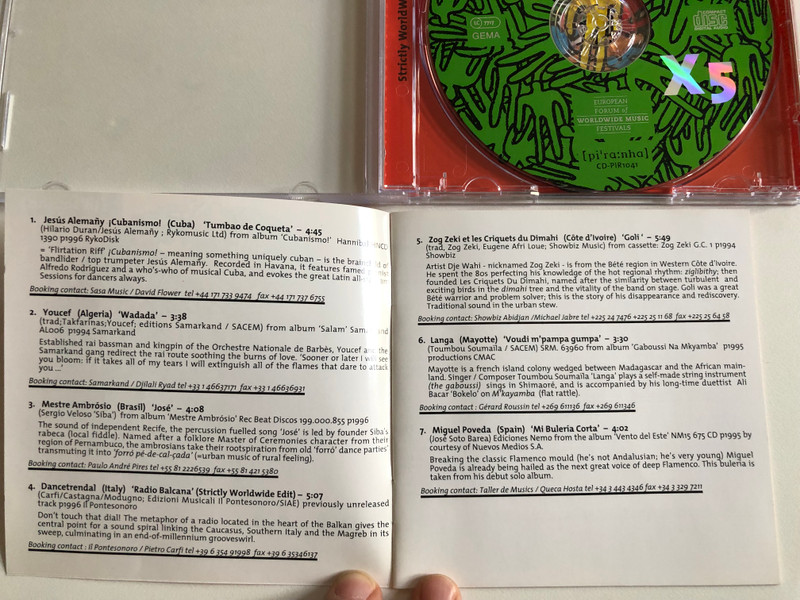 Strictly WorldW
LC 7717
GEMA
COMPACT
disc
DIGITAL AUDIO
X5
EUROPEAN
FORUM of
WORLDWIDE MUSIC
FESTIVALS
[pi'ra:nha]
CD-PIR1041
1. Jesús Alemañy ¡Cubanismo! (Cuba) ‘Tumbao de Coqueta’ – 4:45
(Hilario Duran/Jesús Alemañy ; Rykomusic Ltd) from album ‘Cubanismo!’ Hannibal HNCD
1390 p1996 RykoDisk
= ‘Flirtation Riff’ ¡Cubanismo! – meaning something uniquely cuban – is the of
bandlider / top trumpeter Jesús Alemañy. Recorded in Havana, it features famed
Alfredo Rodriguez and a who's-who of musical Cuba, and evokes the great Latin
Sessions for dancers always.
Booking contact: Sasa Music / David Flower tel +44 171 733 9474 fax +44 171 737 6755
2. Youcef (Algeria) ‘Wadada’ – 3:38
(trad;Takfarinas;Youcef; editions Samarkand / SACEM) from album ‘Salam’ and
AL006 p1994 Samarkand
Established rai bassman and kingpin of the Orchestre Nationale de Barbès, Youcef and the
Samarkand gang redirect the rai route soothing the burns of love. ‘Sooner or later I will see
you bloom: if it takes all of my tears I will extinguish all of the flames that dare to attack
you ...’
Booking contact: Samarkand / Djilali Ryad tel +33 1 46637171 fax +33 1 46636931
3. Mestre Ambrósio (Brasil) ‘José’ – 4:08
(Sergio Veloso ‘Siba’) from album ‘Mestre Ambrósio’ Rec Beat Discos 199.000.855 p1996
The sound of independent Recife, the percussion fuelled song ‘José’ is led by founder Siba's
rabeca (local fiddle). Named after a folklore Master of Ceremonies character from their
region of Pernambuco, the ambrosians take their rootspiration from old ‘forró’ dance parties
transmuting it into ‘forró pé-de-cal-çada’ (=urban music of rural feeling).
Booking contact: Paulo André Pires tel +55 81 2226539 fax +55 81 421 5380
4. Dancetrendal (Italy) ‘Radio Balcana’ (Strictly Worldwide Edit) – 5:07
(Carfi/Castagna/Modugno; Edizioni Musicali Il Pontesonoro/SIAE) previously unreleased
track p1996 Il Pontesonoro
Don't touch that dial! The metaphor of a radio located in the heart of the Balkan gives the
central point for a sound spiral linking the Caucasus, Southern Italy and the Magreb in its
sweep, culminating in an end-of-millennium grooveswirl.
Booking contact : Il Pontesonoro / Pietro Carfi tel +39 6 354 91998 fax +39 6 35346137
5. Zog Zeki et les Criquets du Dimahi (Côte d'Ivoire) ‘Goli’ – 5:49
(trad, Zog Zeki, Eugene Afri Loue; Showbiz Music) from cassette: Zog Zeki G.C. 1 p1994
Showbiz
Artist Dje Wahi - nicknamed Zog Zeki - is from the Bété region in Western Côte d'Ivoire.
He spent the 80s perfecting his knowledge of the hot regional rhythm: ziglibithy; then
founded Les Criquets Du Dimahi, named after the similarity between turbulent and
exciting birds in the dimahi tree and the vitality of the band on stage. Goli was a great
Bété warrior and problem solver; this is the story of his disappearance and rediscovery.
Traditional sound in the urban stew.
Booking contact: Showbiz Abidjan /Michael Jabre tel +225 24 7476 +225 25 11 68 fax +225 25 64 58
6. Langa (Mayotte) ‘Voudi m'pampa gumpa’ – 3:30
(Toumbou Soumaïla / SACEM) SRM. 63960 from album ‘Gaboussi Na Mkyamba’ p1995
productions CMAC
Mayotte is a french island colony wedged between Madagascar and the African main-
land. Singer / Composer Toumbou Soumaïla ‘Langa’ plays a self-made string instrument
(the gaboussi) sings in Shimaoré, and is accompanied by his long-time duettist Ali
Bacar ‘Bokelo’ on M'kayamba (flat rattle).
Booking contact : Gérard Roussin tel +269 611136 fax +269 611346
7. Miguel Poveda (Spain) ‘Mi Buleria Corta’ – 4:02
(José Soto Barea) Ediciones Nemo from the album ‘Vento del Este’ NM15 675 CD p1995 by
courtesy of Nuevos Medios S.A.
Breaking the classic Flamenco mould (he's not Andalusian; he's very young) Miguel
Poveda is already being hailed as the next great voice of deep Flamenco. This buleria is
taken from his debut solo album.
Booking contact: Taller de Musics / Queca Hosta tel +34 3 443 4346 fax +34 3 329 7211